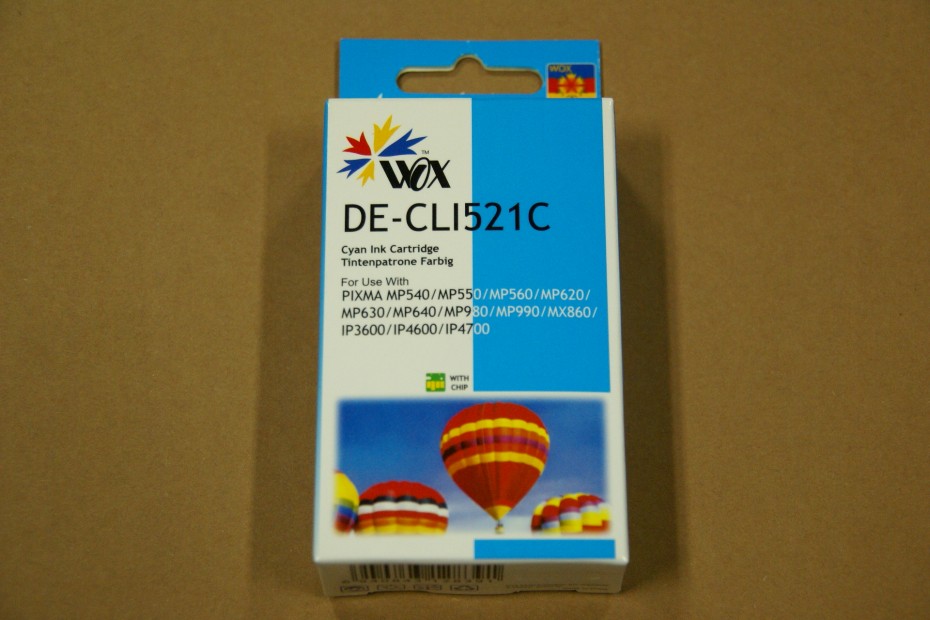 WOX
WOX
™
DE-CLI521C
Cyan Ink Cartridge
Tintenpatrone Farbig
For Use With
PIXMA MP540/MP550/MP560/MP620/
MP630/MP640/MP980/MP990/MX860/
IP3600/IP4600/IP4700
WITH
CHIP